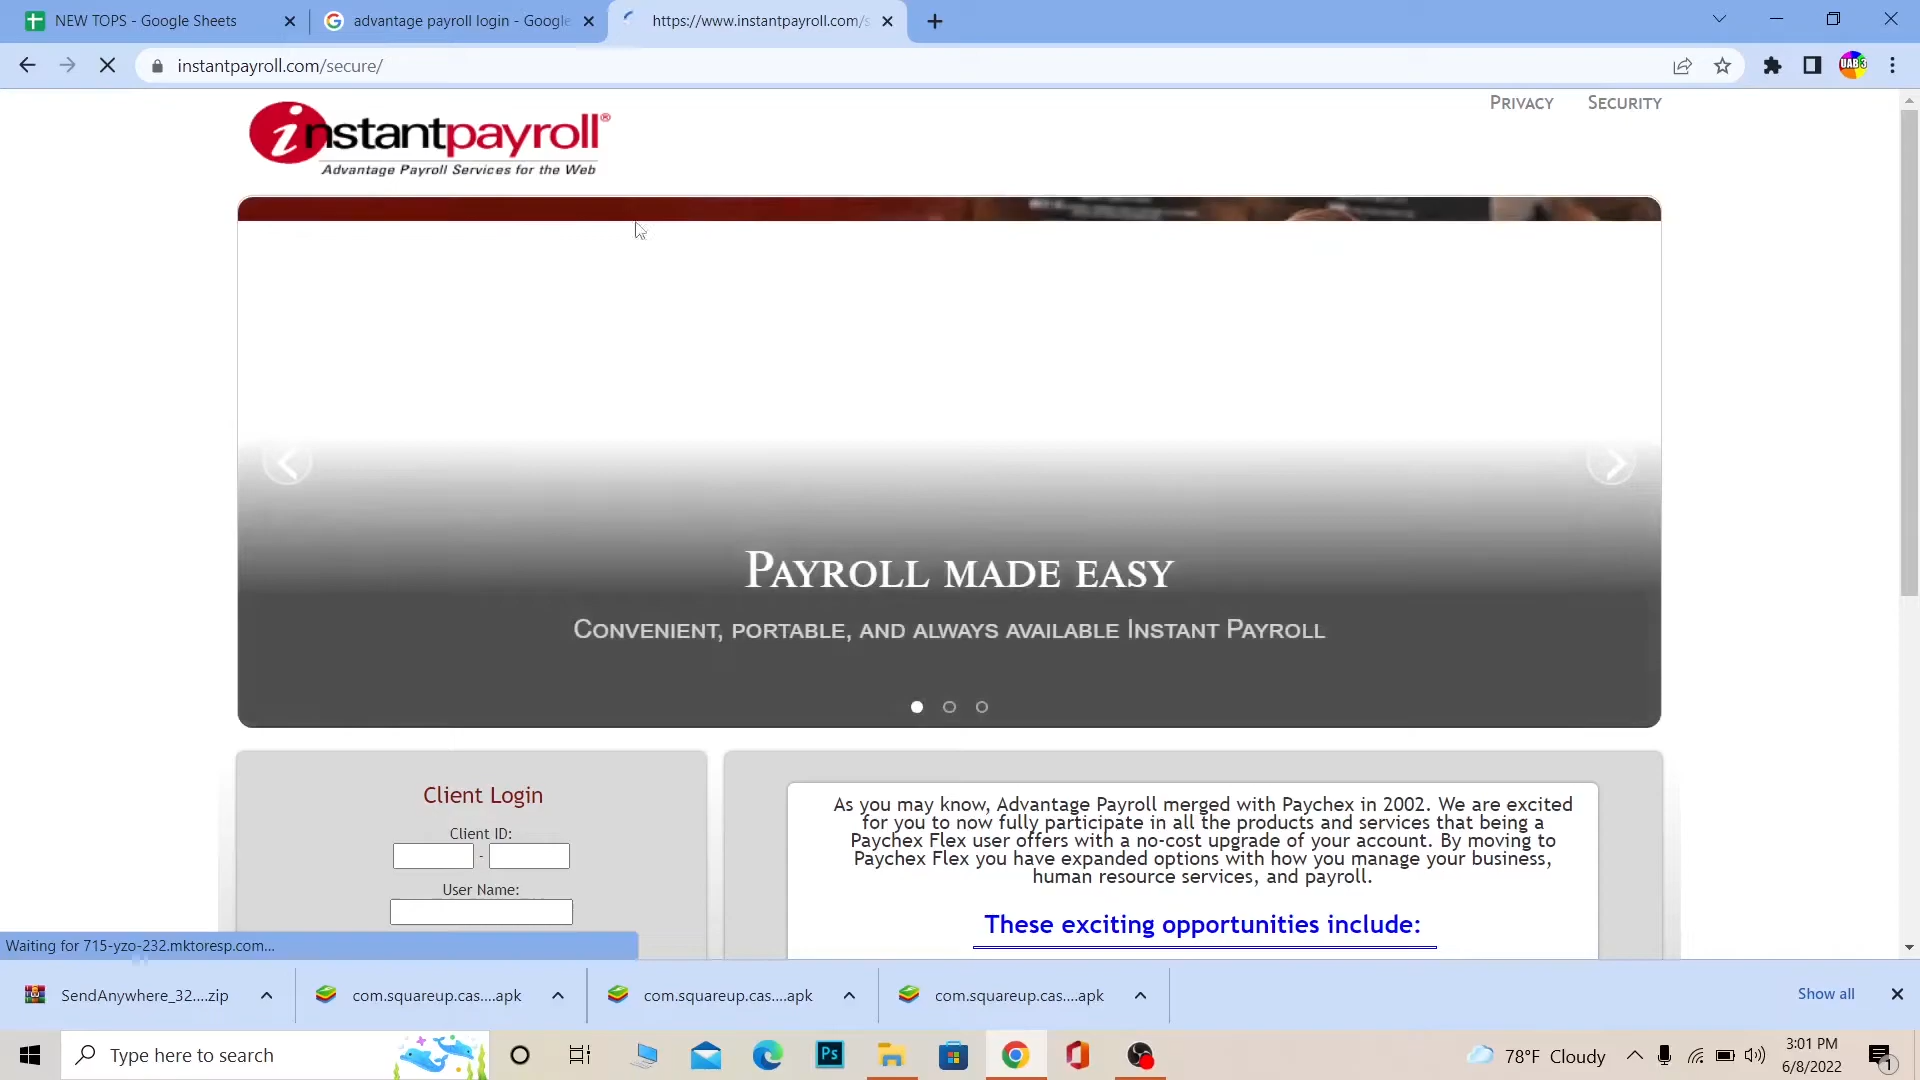 NEW TOPS - Google Sheets
advantage payroll login - Google
https://www.instantpayroll.com/s
instantpayroll.com/secure/
UAB 3
PRIVACY SECURITY
instantpayroll®
Advantage Payroll Services for the Web
PAYROLL MADE EASY
CONVENIENT, PORTABLE, AND ALWAYS AVAILABLE INSTANT PAYROLL
Client Login
Client ID:
-
User Name:
As you may know, Advantage Payroll merged with Paychex in 2002. We are excited
for you to now fully participate in all the products and services that being a
Paychex Flex user offers with a no-cost upgrade of your account. By moving to
Paychex Flex you have expanded options with how you manage your business,
human resource services, and payroll.
These exciting opportunities include:
Waiting for 715-yzo-232.mktoresp.com...
SendAnywhere_32....zip
com.squareup.cas....apk
com.squareup.cas....apk
com.squareup.cas....apk
Show all
Type here to search
Ps
78°F Cloudy
3:01 PM
6/8/2022
1